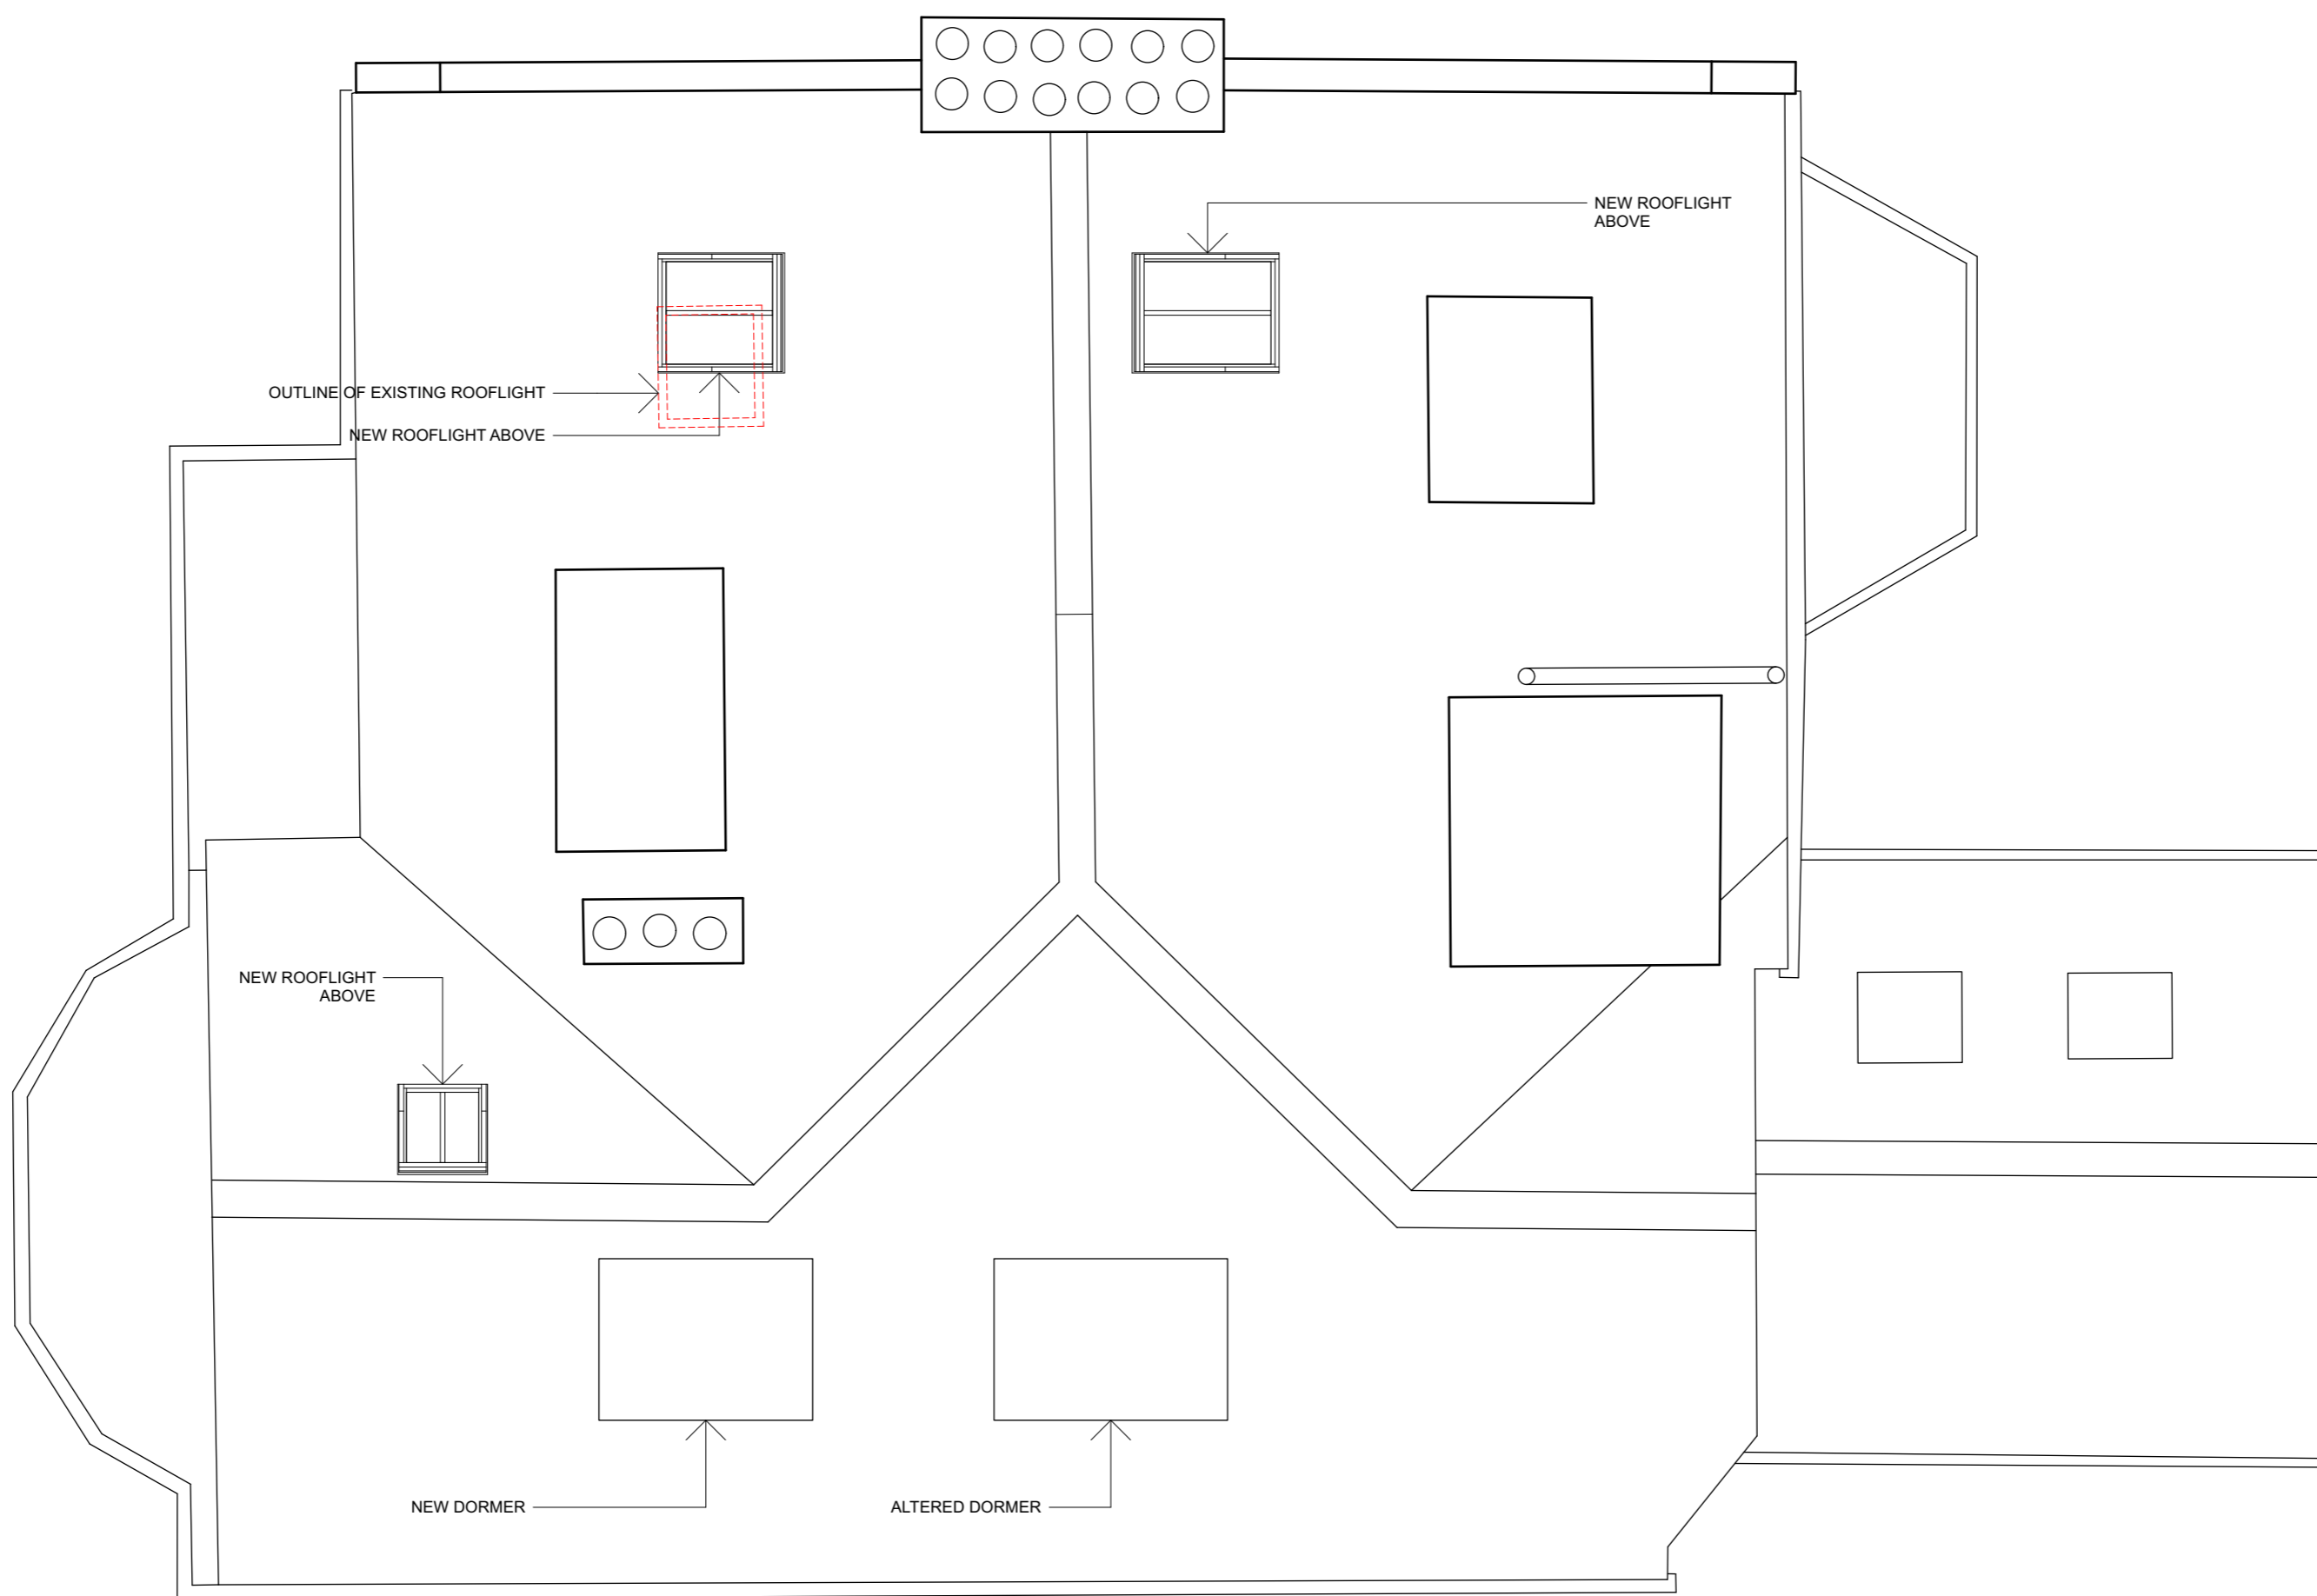 NEW ROOFLIGHT
ABOVE
OUTLINE OF EXISTING ROOFLIGHT
NEW ROOFLIGHT ABOVE
NEW ROOFLIGHT
ABOVE
NEW DORMER
ALTERED DORMER